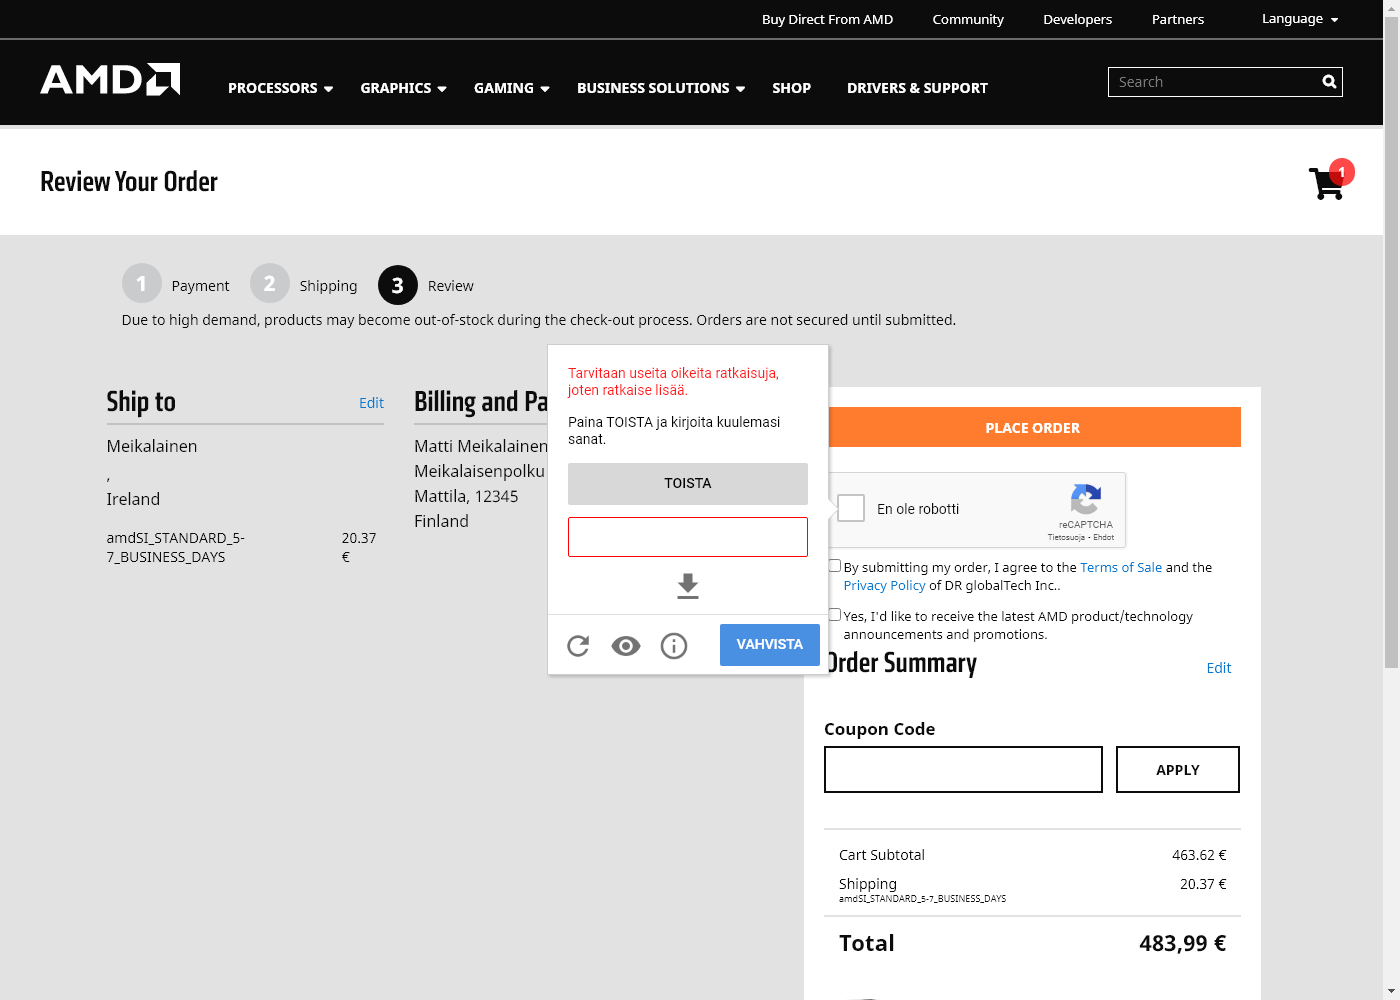 Buy Direct From AMD Community Developers Partners Language
AMD
PROCESSORS GRAPHICS GAMING BUSINESS SOLUTIONS SHOP DRIVERS & SUPPORT
Search
Review Your Order
1
1 Payment 2 Shipping 3 Review
Due to high demand, products may become out-of-stock during the check-out process. Orders are not secured until submitted.
Ship to Edit
Meikalainen
,
Ireland
amdSI_STANDARD_5-
7_BUSINESS_DAYS
20.37
€
Billing and Pa
Matti Meikalainen
Meikalaisenpolku
Mattila, 12345
Finland
Tarvitaan useita oikeita ratkaisuja,
joten ratkaise lisää.
Paina TOISTA ja kirjoita kuulemasi
sanat.
TOISTA
VAHVISTA
PLACE ORDER
En ole robotti
reCAPTCHA
Tietosuoja - Ehdot
By submitting my order, I agree to the Terms of Sale and the
Privacy Policy of DR globalTech Inc..
Yes, I'd like to receive the latest AMD product/technology
announcements and promotions.
Order Summary Edit
Coupon Code
APPLY
Cart Subtotal 463.62 €
Shipping 20.37 €
amdSI_STANDARD_5-7_BUSINESS_DAYS
Total 483,99 €